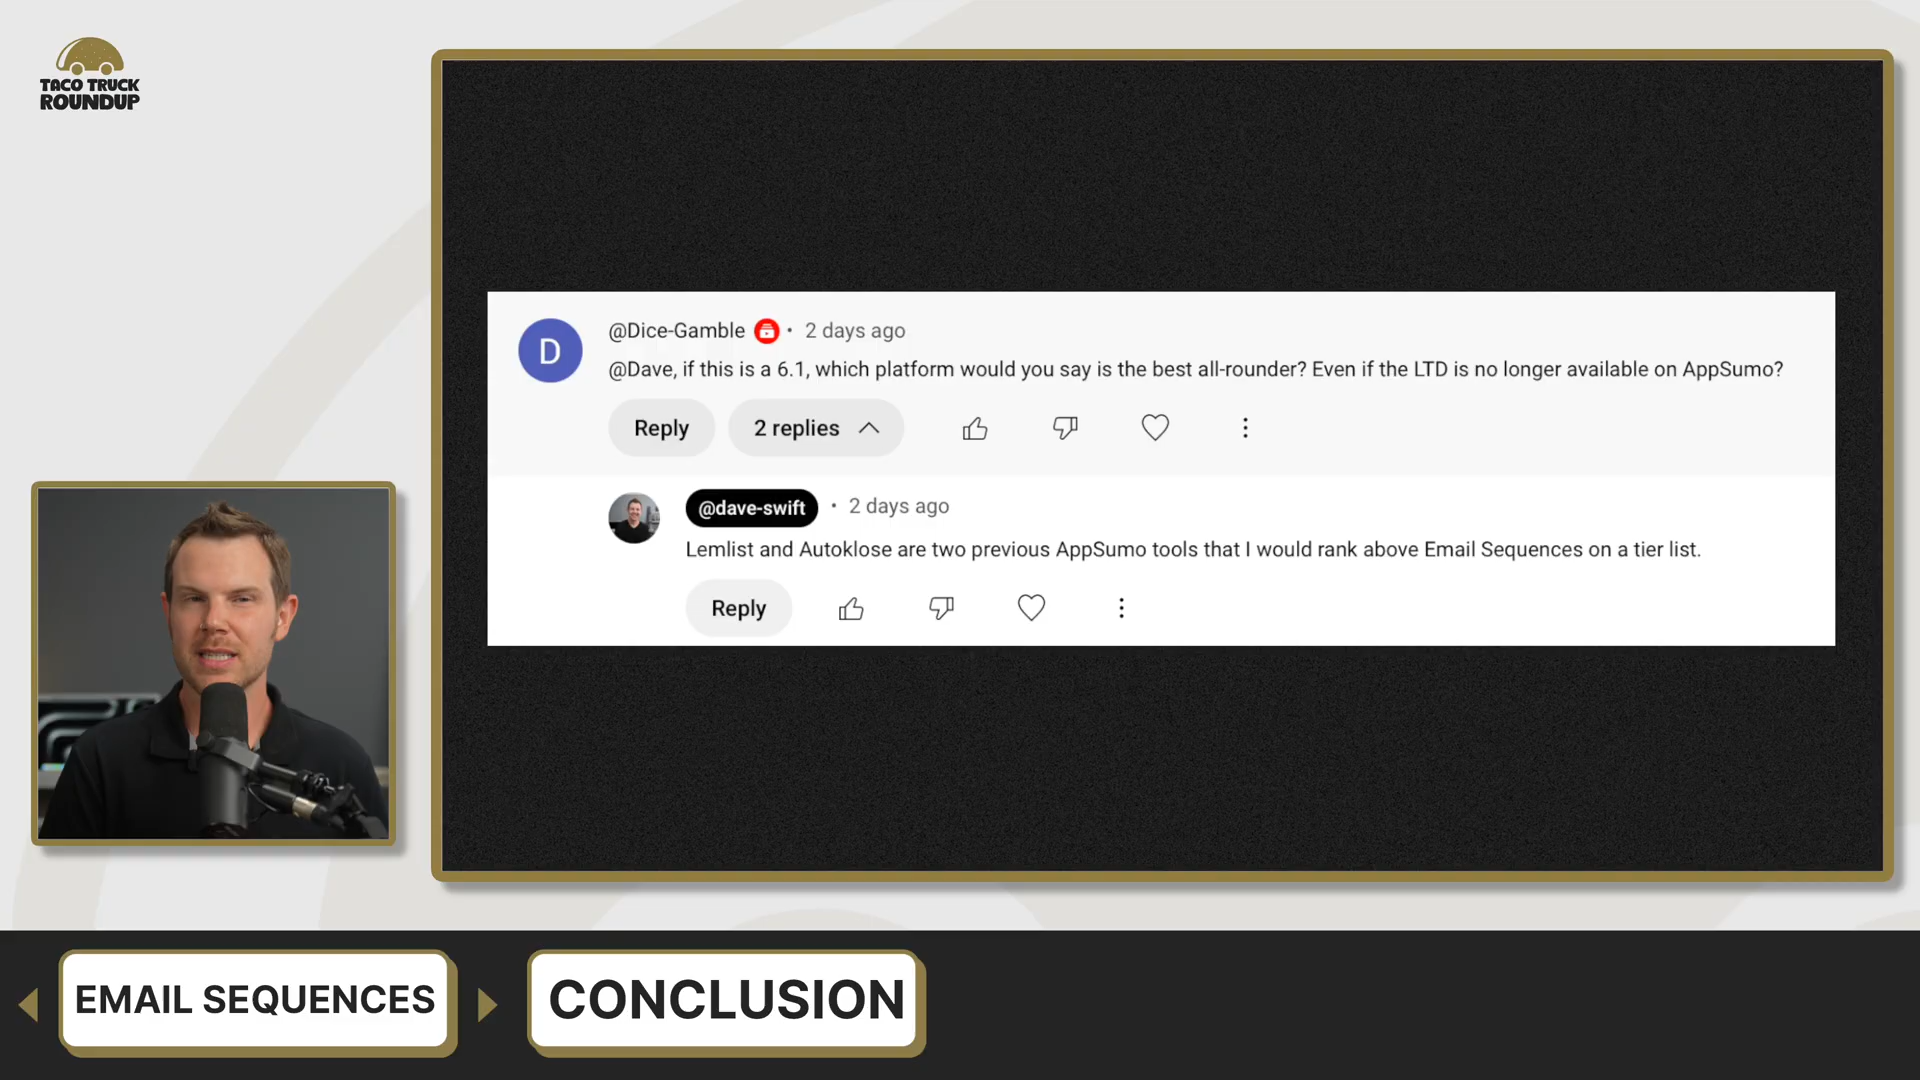 TACO TRUCK
ROUNDUP
D
@Dice-Gamble • 2 days ago
@Dave, if this is a 6.1, which platform would you say is the best all-rounder? Even if the LTD is no longer available on AppSumo?
Reply 2 replies
@dave-swift • 2 days ago
Lemlist and Autoklose are two previous AppSumo tools that I would rank above Email Sequences on a tier list.
Reply
EMAIL SEQUENCES
CONCLUSION